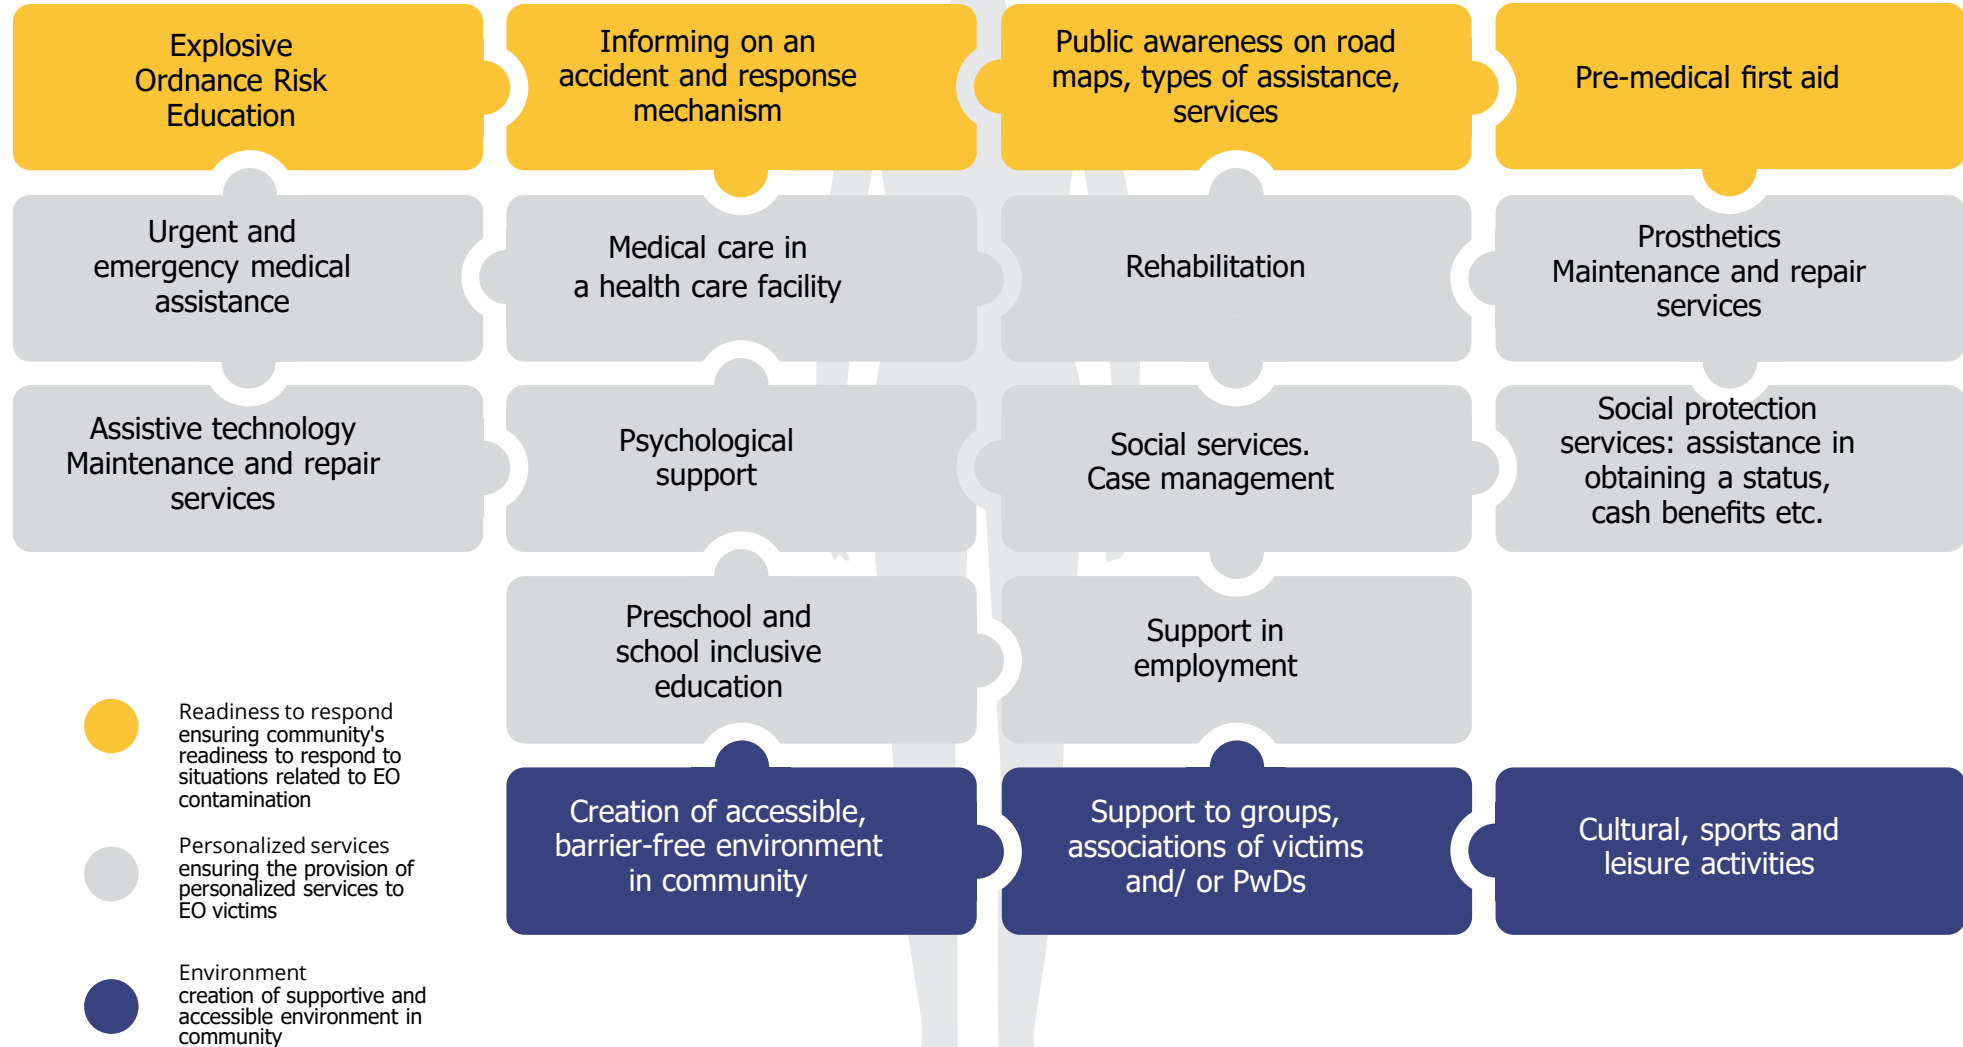 Explosive
Ordnance Risk
Education
Informing on an
accident and response
mechanism
Public awareness on road
maps, types of assistance,
services
Pre-medical first aid
Urgent and
emergency medical
assistance
Medical care in
a health care facility
Rehabilitation
Prosthetics
Maintenance and repair
services
Assistive technology
Maintenance and repair
services
Psychological
support
Social services.
Case management
Social protection
services: assistance in
obtaining a status,
cash benefits etc.
Preschool and
school inclusive
education
Support in
employment
Creation of accessible,
barrier-free environment
in community
Support to groups,
associations of victims
and/ or PwDs
Cultural, sports and
leisure activities
Readiness to respond
ensuring community's
readiness to respond to
situations related to EO
contamination
Personalized services
ensuring the provision of
personalized services to
EO victims
Environment
creation of supportive and
accessible environment in
community